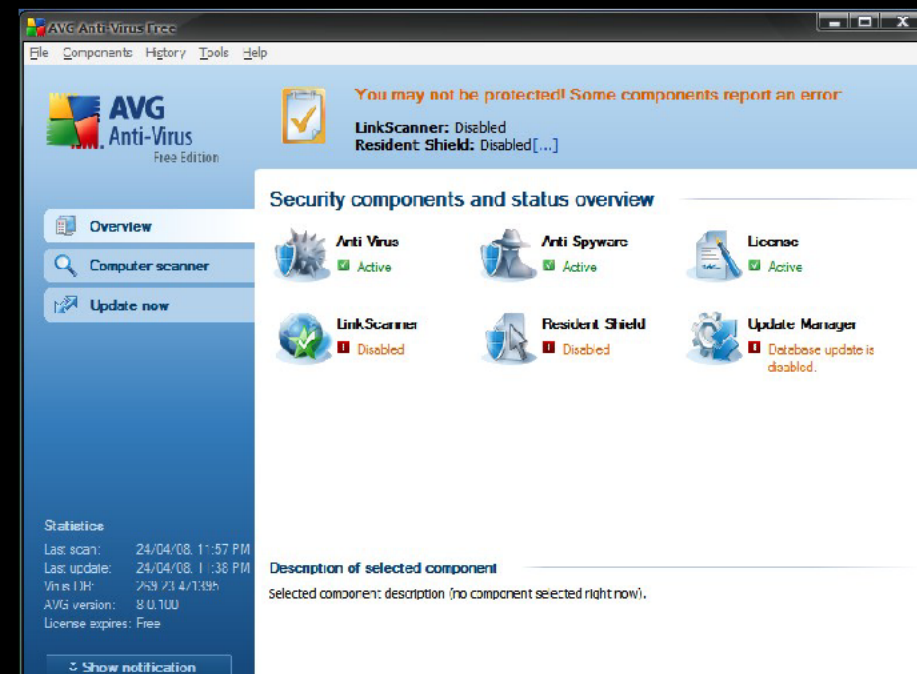 AVG Anti-Virus Free
File Components History Tools Help
AVG
Anti-Virus
Free Edition
You may not be protected! Some components report an error
LinkScanner: Disabled
Resident Shield: Disabled[...]
Overview
Computer scanner
Update now
Security components and status overview
Anti Virus
Active
Anti Spyware
Active
License
Active
LinkScanner
Disabled
Resident Shield
Disabled
Update Manager
Database update is
disabled.
Statistics
Last scan: 24/04/08, 11:57 PM
Last update: 24/04/08, 11:38 PM
Virus DB: 269.23.4/1395
AVG version: 8.0.100
License expires: Free
Show notification
Description of selected component
Selected component description (no component selected right now).